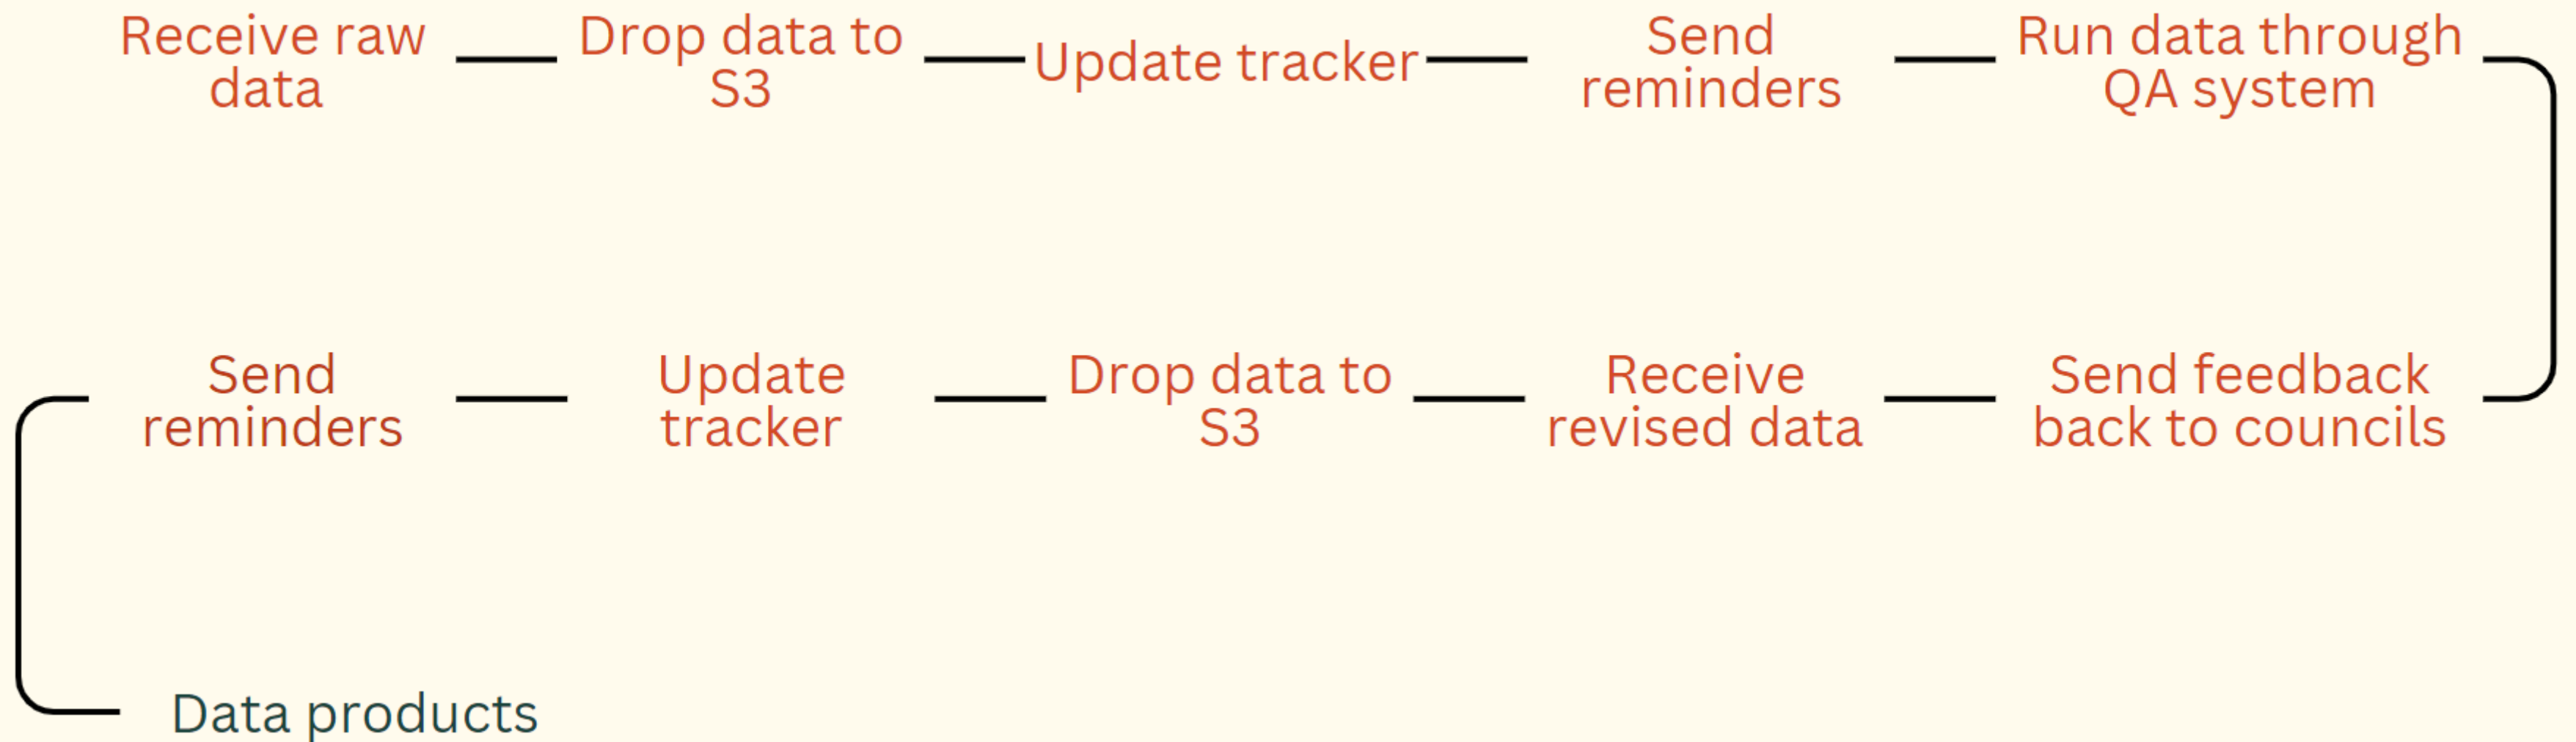 Receive raw
data
Drop data to
S3
Update tracker
Send
reminders
Run data through
QA system
Send feedback
back to councils
Receive
revised data
Drop data to
S3
Update
tracker
Send
reminders
Data products